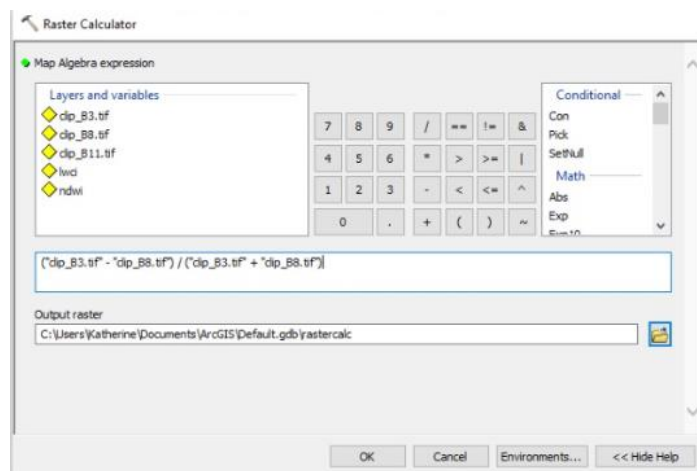 Raster Calculator
Map Algebra expression
Layers and variables
clip_B3.tif
clip_B8.tif
clip_B11.tif
lwci
ndwi
7 8 9 / == != &
4 5 6 * > >= |
1 2 3 - < <= ^
0 . + ( ) ~
Conditional
Con
Pick
SetNull
Math
Abs
Exp
Exp10
("clip_B3.tif" - "clip_B8.tif") / ("clip_B3.tif" + "clip_B8.tif")
Output raster
C:\Users\Katherine\Documents\ArcGIS\Default.gdb\rastercalc
OK Cancel Environments... << Hide Help